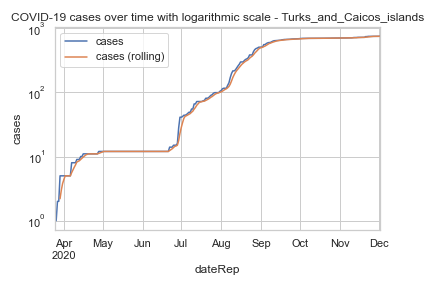 COVID-19 cases over time with logarithmic scale - Turks_and_Caicos_islands
cases
cases (rolling)
10³
10²
10¹
10⁰
cases
Apr
2020
May
Jun
Jul
Aug
Sep
Oct
Nov
Dec
dateRep